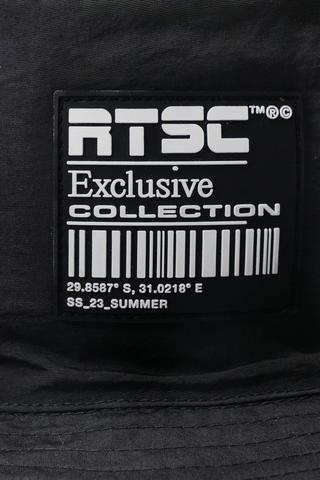 RTSC™®©
Exclusive
COLLECTION
29.8587° S, 31.0218° E
SS_23_SUMMER